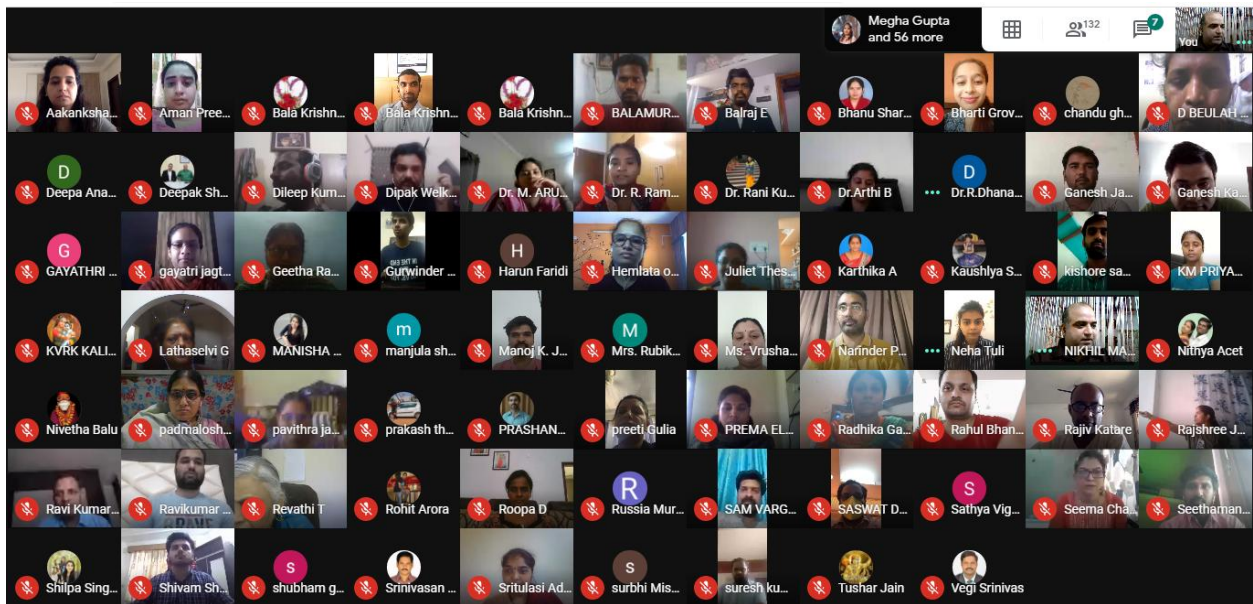 Megha Gupta
and 56 more
132
7
You
Aakanksha...
Aman Pree...
Bala Krishn...
Bala Krishn...
Bala Krishn...
BALAMUR...
Balraj E
Bhanu Shar...
Bharti Grov...
chandu gh...
D BEULAH ...
D
Deepa Ana...
Deepak Sh...
Dileep Kum...
Dipak Welk...
Dr. M. ARU...
Dr. R. Ram...
Dr. Rani Ku...
Dr.Arthi B
D
Dr.R.Dhana...
Ganesh Ja...
Ganesh Ka...
G
GAYATHRI ...
gayatri jagt...
Geetha Ra...
Gurwinder ...
H
Harun Faridi
Hemlata o...
Juliet Thes...
Karthika A
Kaushlya S...
kishore sa...
KM PRIYA...
KVRK KALI...
Lathaselvi G
MANISHA ...
m
manjula sh...
Manoj K. J...
M
Mrs. Rubik...
Ms. Vrusha...
Narinder P...
Neha Tuli
NIKHIL MA...
Nithya Acet
Nivetha Balu
padmalosh...
pavithra ja...
prakash th...
PRASHAN...
preeti Gulia
PREMA EL...
Radhika Ga...
Rahul Bhan...
Rajiv Katare
Rajshree J...
Ravi Kumar...
Ravikumar ...
Revathi T
Rohit Arora
Roopa D
R
Russia Mur...
SAM VARG...
SASWAT D...
S
Sathya Vig...
Seema Cha...
Seethaman...
Shilpa Sing...
Shivam Sh...
s
shubham g...
Srinivasan ...
Sritulasi Ad...
s
surbhi Mis...
suresh ku...
Tushar Jain
Vegi Srinivas